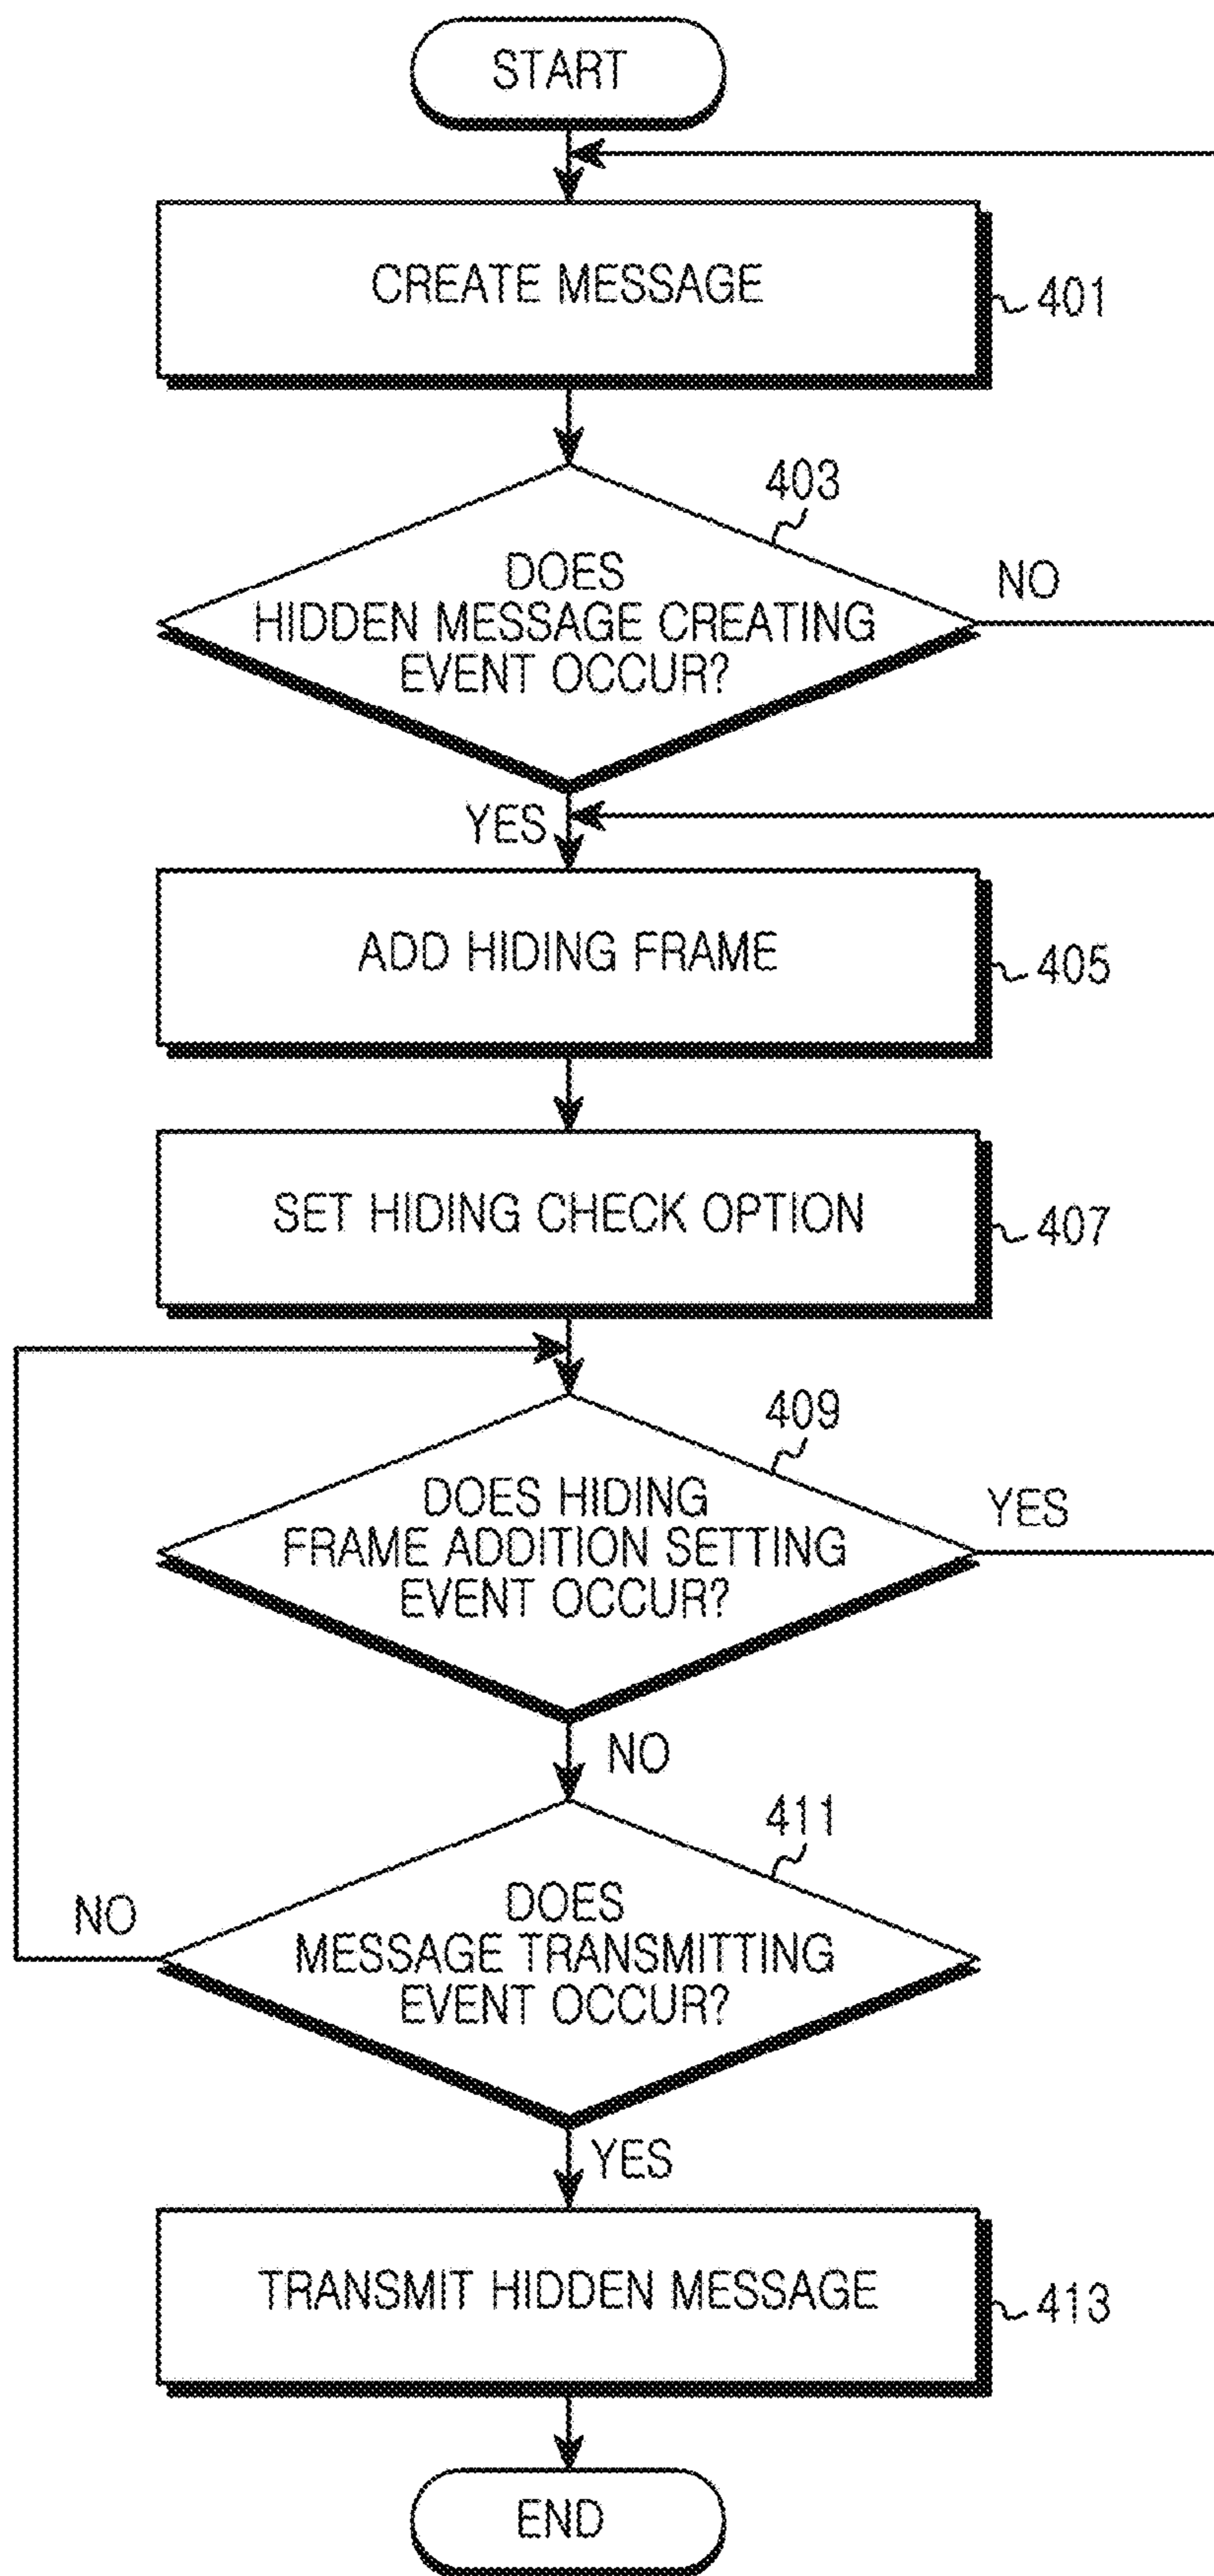 START
CREATE MESSAGE
401
403
DOES
HIDDEN MESSAGE CREATING
EVENT OCCUR?
NO
YES
ADD HIDING FRAME
405
SET HIDING CHECK OPTION
407
409
DOES HIDING
FRAME ADDITION SETTING
EVENT OCCUR?
YES
NO
411
DOES
MESSAGE TRANSMITTING
EVENT OCCUR?
NO
YES
TRANSMIT HIDDEN MESSAGE
413
END